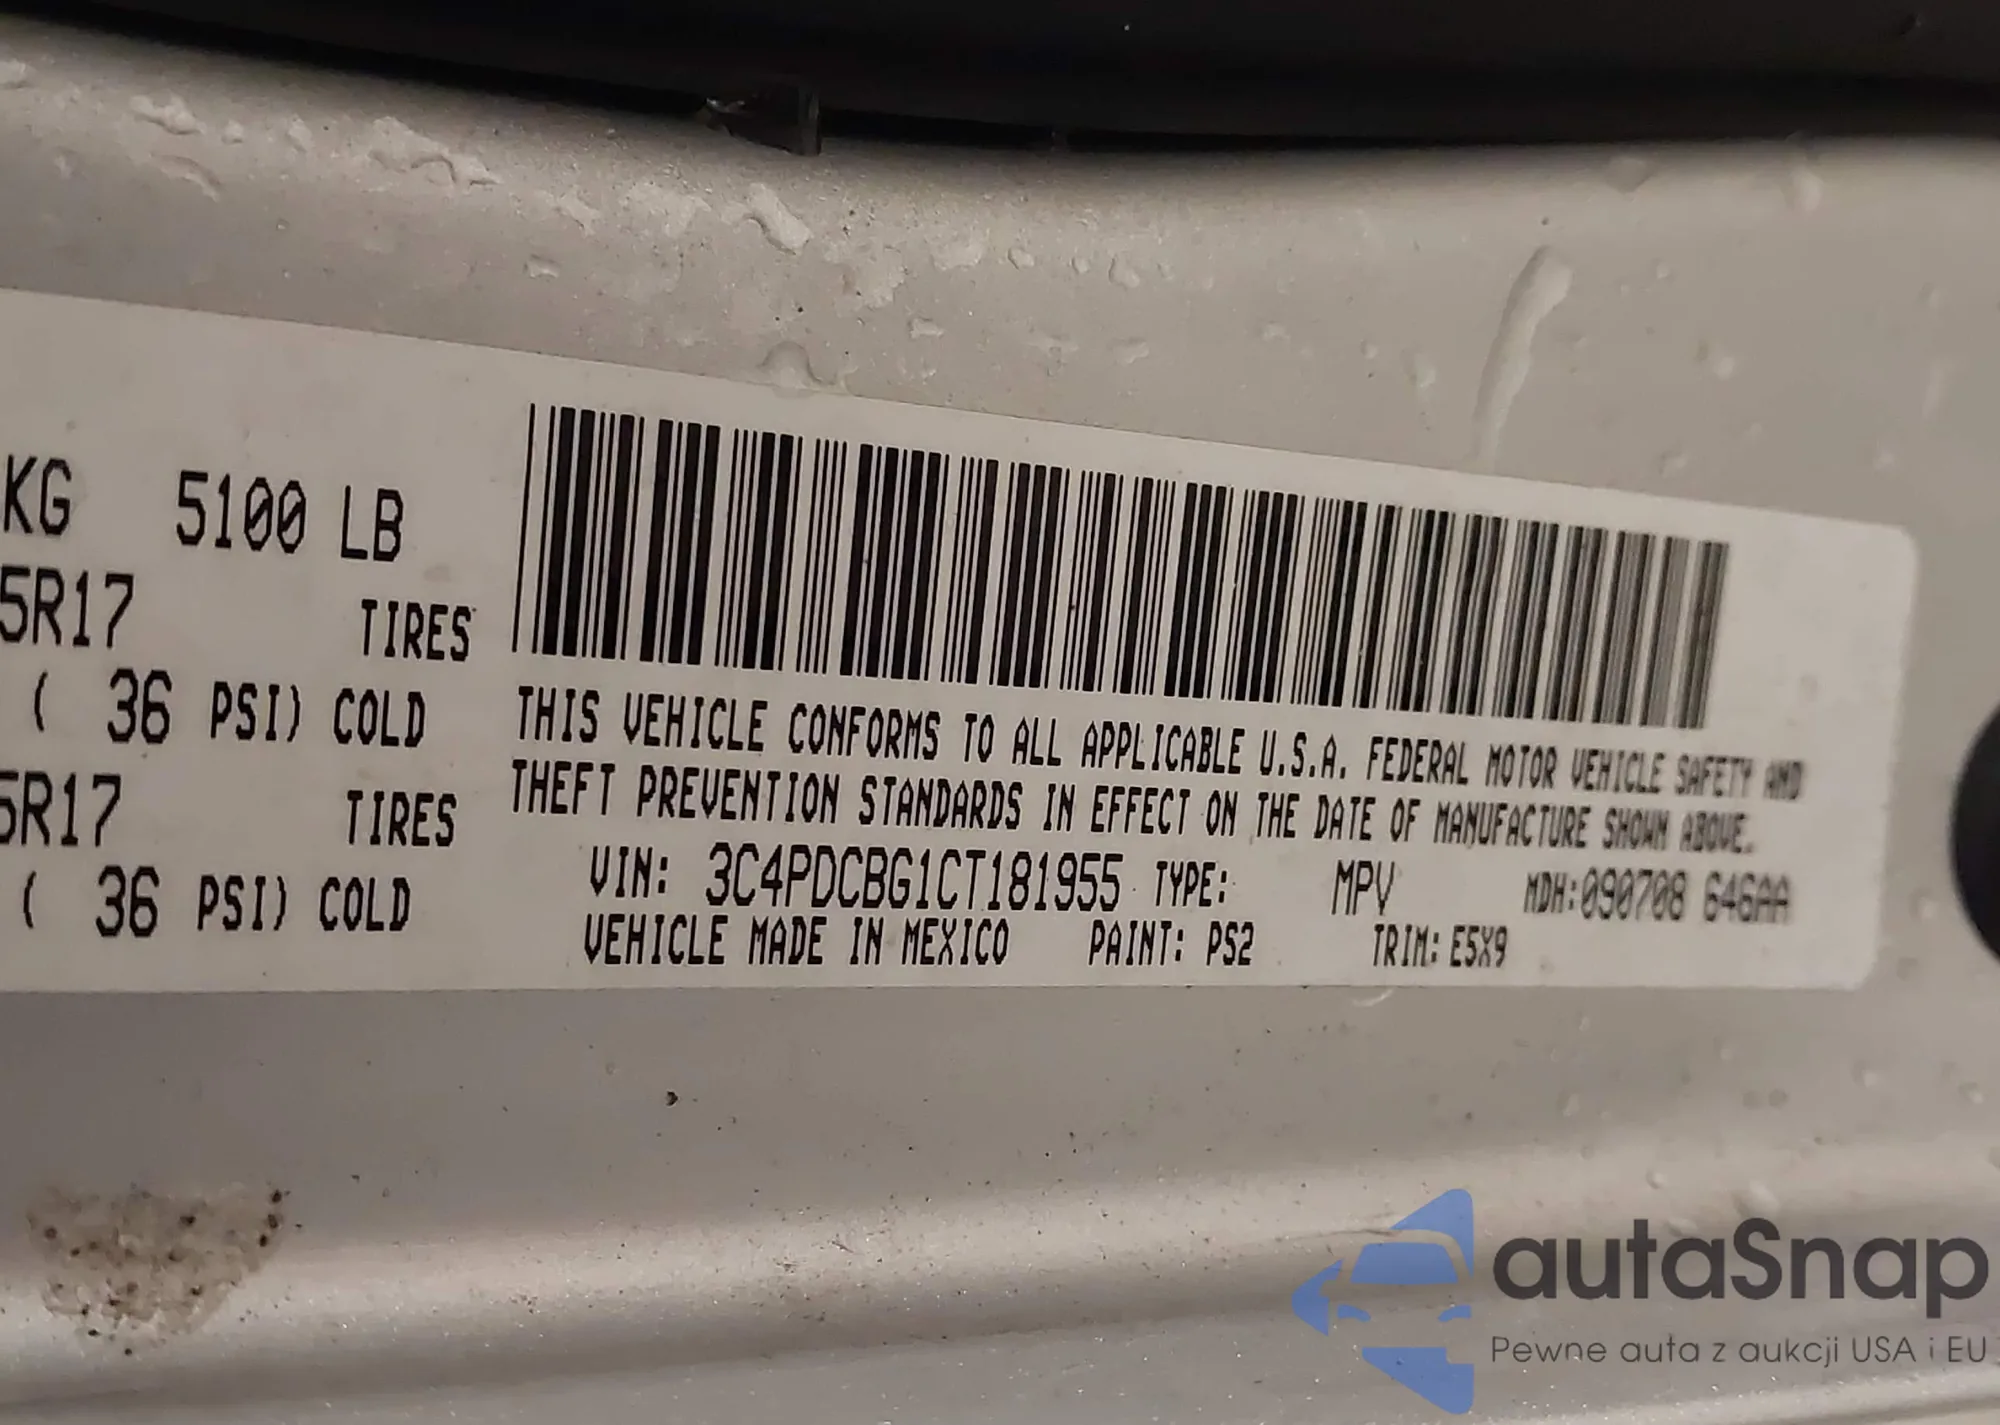 KG 5100 LB
5R17 TIRES
( 36 PSI) COLD
5R17 TIRES
( 36 PSI) COLD
THIS VEHICLE CONFORMS TO ALL APPLICABLE U.S.A. FEDERAL MOTOR VEHICLE SAFETY AND
THEFT PREVENTION STANDARDS IN EFFECT ON THE DATE OF MANUFACTURE SHOWN ABOVE.
VIN: 3C4PDCBG1CT181955 TYPE: MPV MDH:090708 646AA
VEHICLE MADE IN MEXICO PAINT: PS2 TRIM: E5X9
autaSnap
Pewne auta z aukcji USA i EU